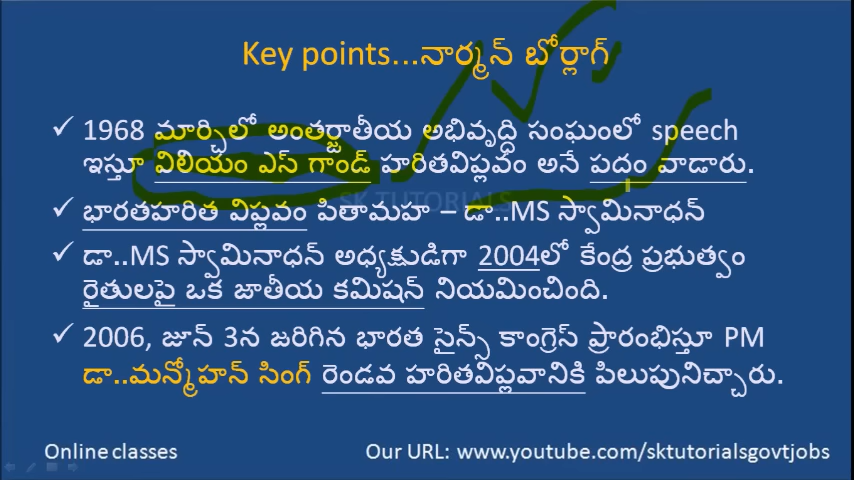 Key points...నార్మన్ బోర్లాగ్
✓ 1968 మార్చిలో అంతర్జాతీయ అభివృద్ధి సంఘంలో speech
ఇస్తూ విలియం ఎస్ గాండ్ హరితవిప్లవం అనే పదం వాడారు.
SK TUTORIALS
✓ భారతహరిత విప్లవం పితామహ – డా..MS స్వామినాధన్
✓ డా..MS స్వామినాధన్ అధ్యక్షుడిగా 2004లో కేంద్ర ప్రభుత్వం
రైతులపై ఒక జాతీయ కమిషన్ నియమించింది.
✓ 2006, జూన్ 3న జరిగిన భారత సైన్స్ కాంగ్రెస్ ప్రారంభిస్తూ PM
డా..మన్మోహన్ సింగ్ రెండవ హరితవిప్లవానికి పిలుపునిచ్చారు.
Online classes
Our URL: www.youtube.com/sktutorialsgovtjobs